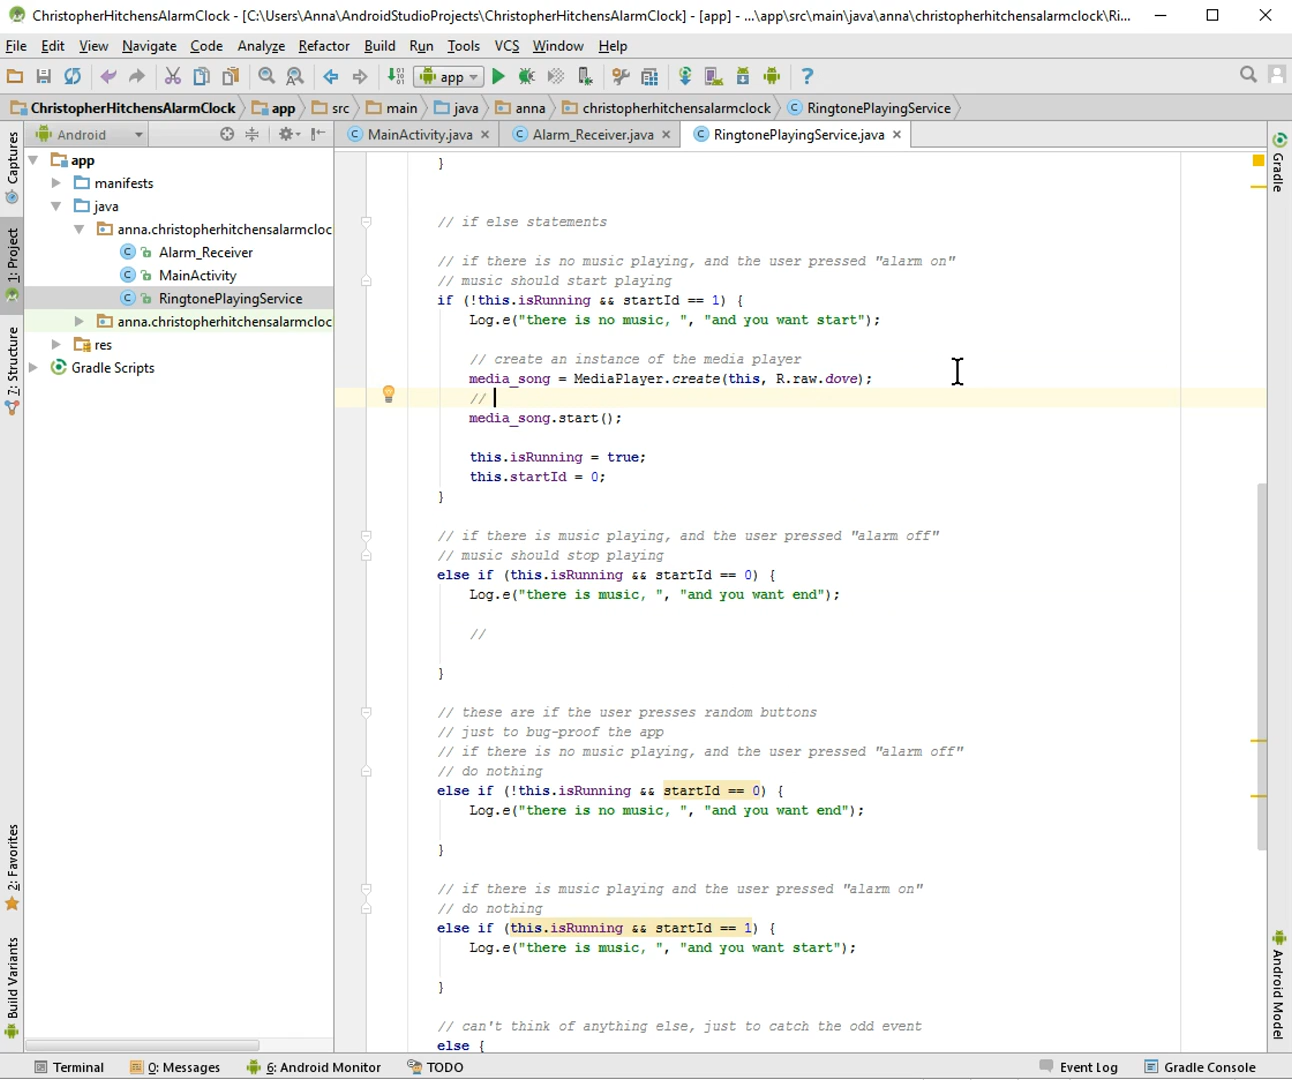 ChristopherHitchensAlarmClock - [C:\Users\Anna\AndroidStudioProjects\ChristopherHitchensAlarmClock] - [app] - ...\app\src\main\java\anna\christopherhitchensalarmclock\Ri...
File Edit View Navigate Code Analyze Refactor Build Run Tools VCS Window Help
app
ChristopherHitchensAlarmClock app src main java anna christopherhitchensalarmclock RingtonePlayingService
Android
MainActivity.java Alarm_Receiver.java RingtonePlayingService.java
Captures
1: Project
7: Structure
2: Favorites
Build Variants
app
manifests
java
anna.christopherhitchensalarmcloc
Alarm_Receiver
MainActivity
RingtonePlayingService
anna.christopherhitchensalarmcloc
res
Gradle Scripts
}
// if else statements
// if there is no music playing, and the user pressed "alarm on"
// music should start playing
if (!this.isRunning && startId == 1) {
Log.e("there is no music, ", "and you want start");
// create an instance of the media player
media_song = MediaPlayer.create(this, R.raw.dove);
//
media_song.start();
this.isRunning = true;
this.startId = 0;
}
// if there is music playing, and the user pressed "alarm off"
// music should stop playing
else if (this.isRunning && startId == 0) {
Log.e("there is music, ", "and you want end");
//
}
// these are if the user presses random buttons
// just to bug-proof the app
// if there is no music playing, and the user pressed "alarm off"
// do nothing
else if (!this.isRunning && startId == 0) {
Log.e("there is no music, ", "and you want end");
}
// if there is music playing and the user pressed "alarm on"
// do nothing
else if (this.isRunning && startId == 1) {
Log.e("there is music, ", "and you want start");
}
// can't think of anything else, just to catch the odd event
else {
Gradle
Android Model
Terminal 0: Messages 6: Android Monitor TODO Event Log Gradle Console